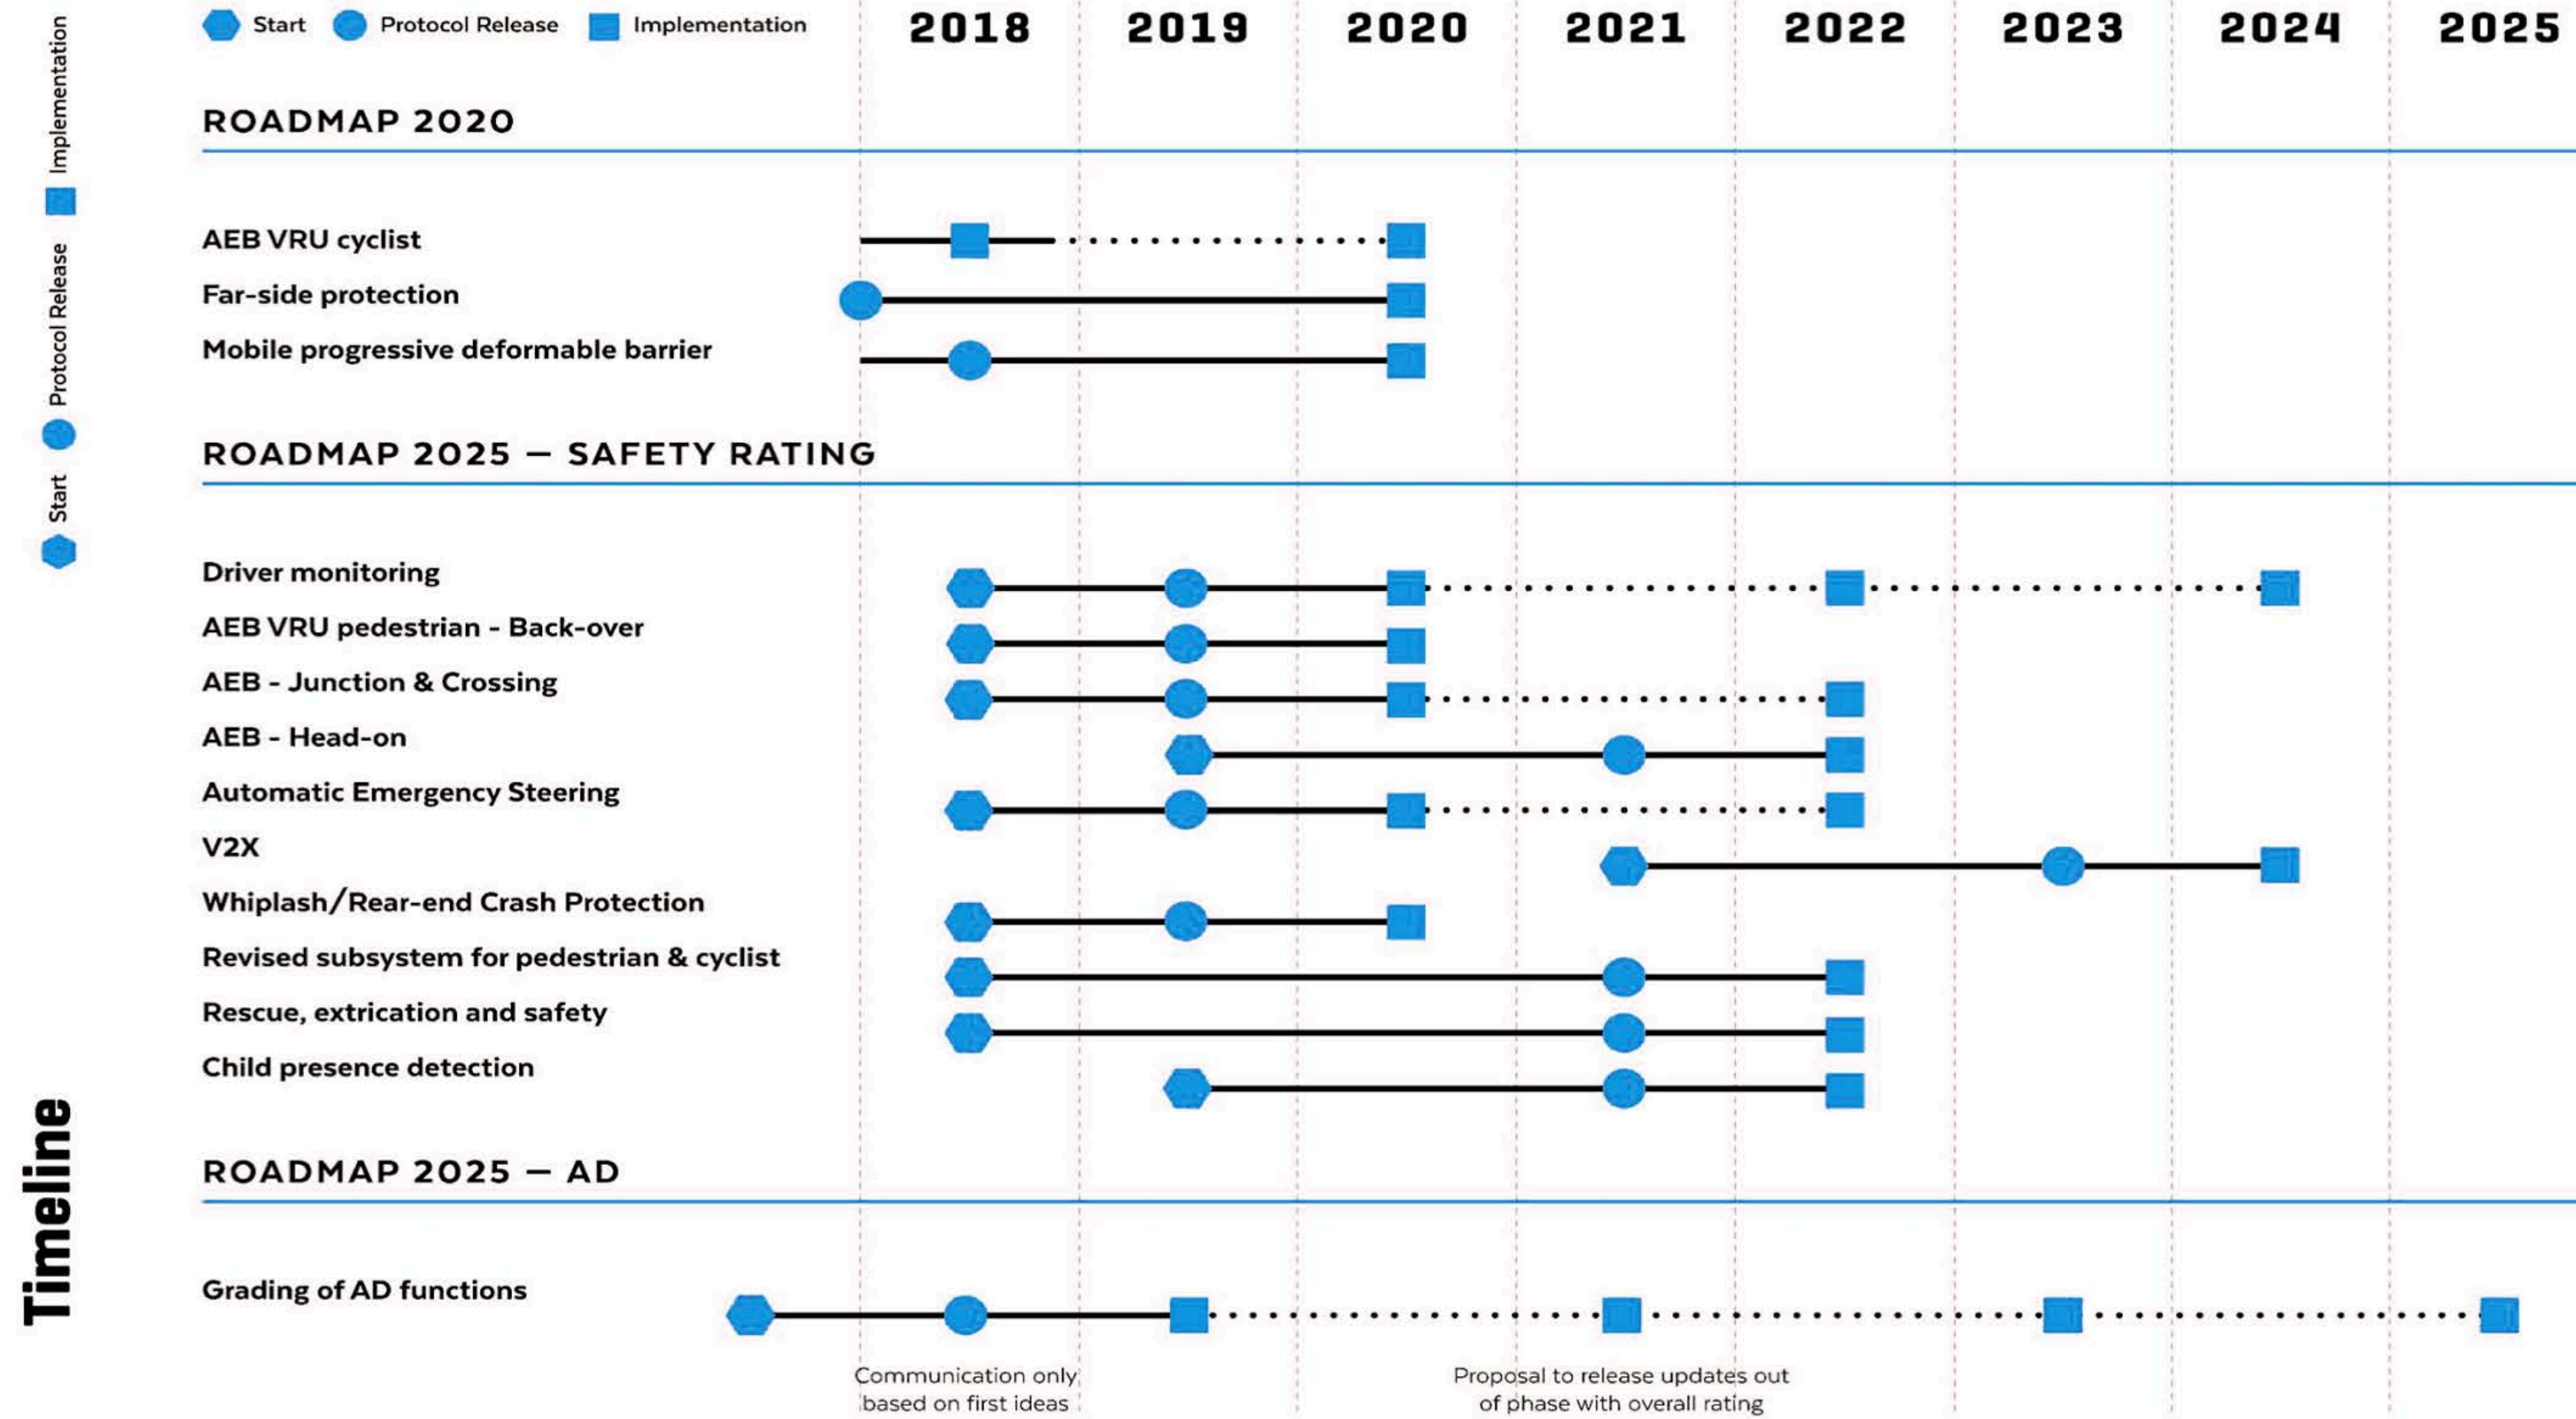 Start Protocol Release Implementation 2018 2019 2020 2021 2022 2023 2024 2025
ROADMAP 2020
AEB VRU cyclist
Far-side protection
Mobile progressive deformable barrier
ROADMAP 2025 — SAFETY RATING
Driver monitoring
AEB VRU pedestrian - Back-over
AEB - Junction & Crossing
AEB - Head-on
Automatic Emergency Steering
V2X
Whiplash/Rear-end Crash Protection
Revised subsystem for pedestrian & cyclist
Rescue, extrication and safety
Child presence detection
ROADMAP 2025 — AD
Grading of AD functions
Communication only
based on first ideas
Proposal to release updates out
of phase with overall rating
Timeline
Start Protocol Release Implementation